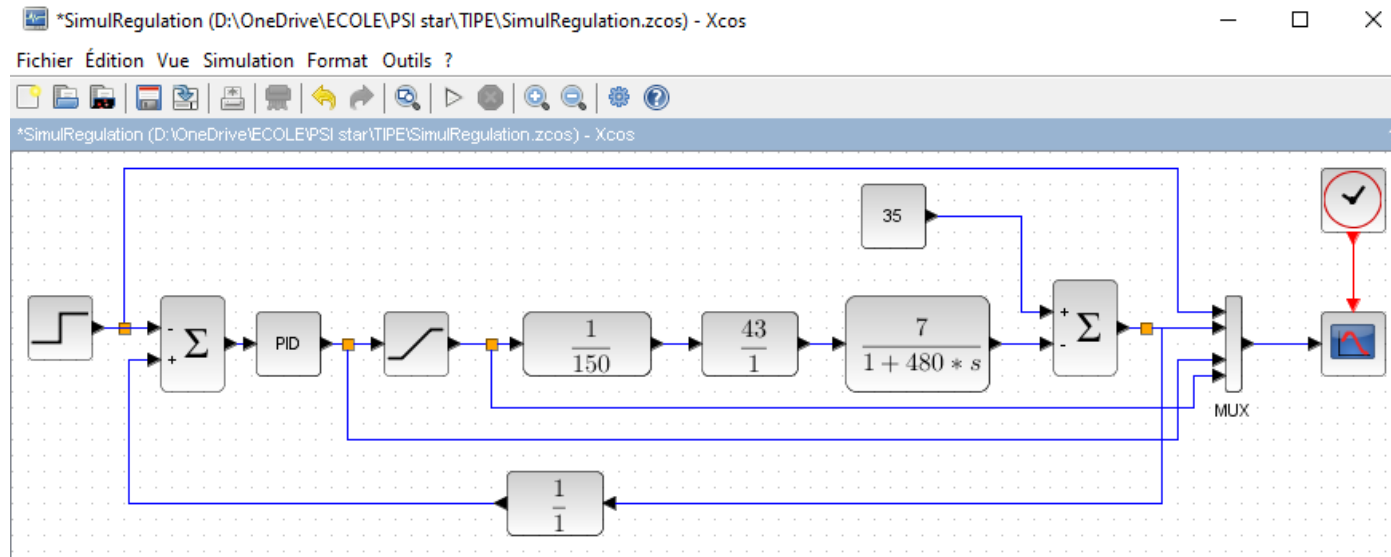 *SimulRegulation (D:\OneDrive\ECOLE\PSI star\TIPE\SimulRegulation.zcos) - Xcos
Fichier Édition Vue Simulation Format Outils ?
*SimulRegulation (D:\OneDrive\ECOLE\PSI star\TIPE\SimulRegulation.zcos) - Xcos
35
- + Σ
PID
1
150
43
1
7
1 + 480 * s
+ - Σ
MUX
1
1